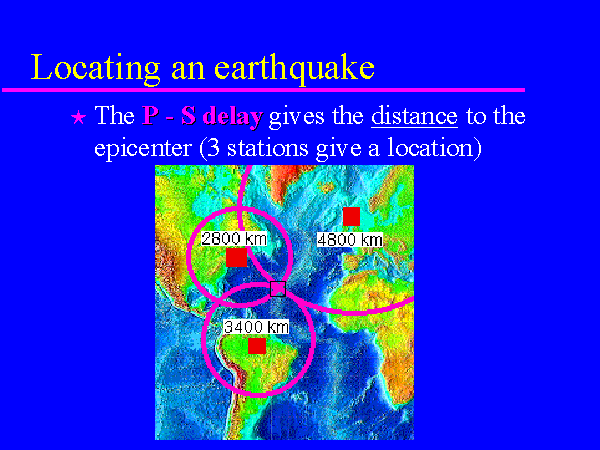 Locating an earthquake
The P - S delay gives the distance to the
epicenter (3 stations give a location)
2800 km
4800 km
3400 km